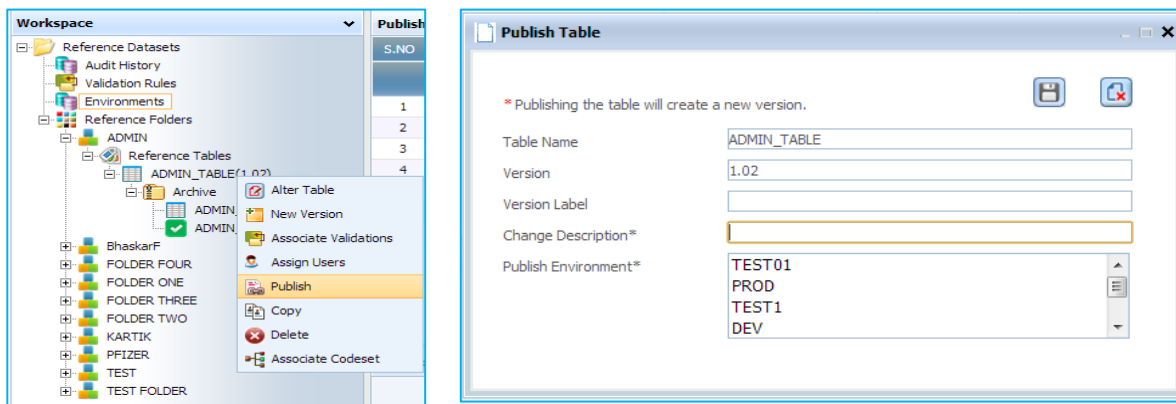 Workspace
Reference Datasets
Audit History
Validation Rules
Environments
Reference Folders
ADMIN
Reference Tables
ADMIN_TABLE(1.02)
Archive
ADMIN_
ADMIN_
BhaskarF
FOLDER FOUR
FOLDER ONE
FOLDER THREE
FOLDER TWO
KARTIK
PFIZER
TEST
TEST FOLDER
Publish
S.NO
1
2
3
4
Alter Table
New Version
Associate Validations
Assign Users
Publish
Copy
Delete
Associate Codeset
Publish Table
*Publishing the table will create a new version.
Table Name ADMIN_TABLE
Version 1.02
Version Label
Change Description*
Publish Environment* TEST01
PROD
TEST1
DEV